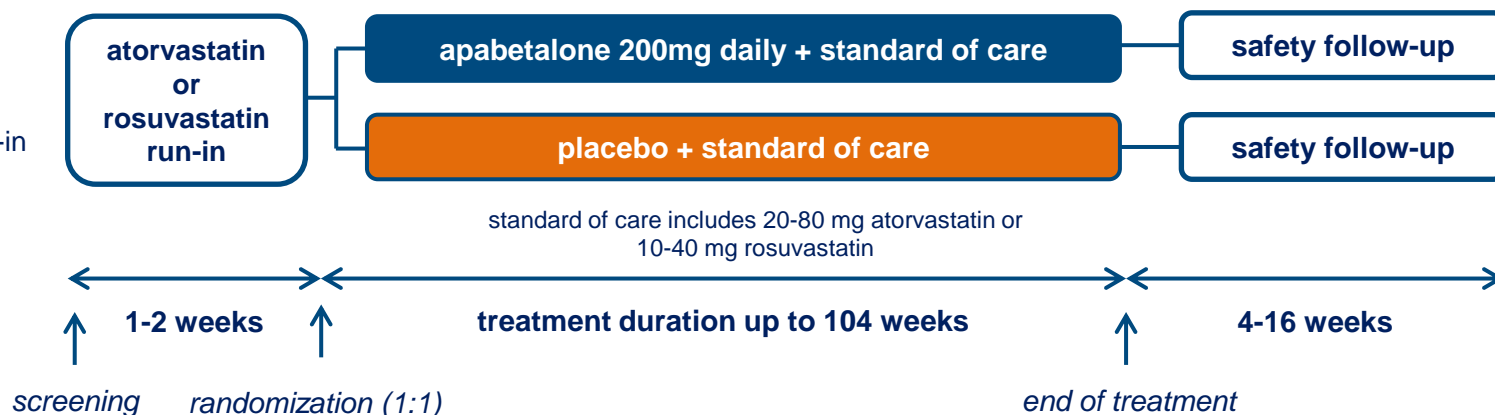 atorvastatin
or
rosuvastatin
run-in
-in
apabetalone 200mg daily + standard of care
safety follow-up
placebo + standard of care
safety follow-up
standard of care includes 20-80 mg atorvastatin or
10-40 mg rosuvastatin
1-2 weeks
treatment duration up to 104 weeks
4-16 weeks
screening
randomization (1:1)
end of treatment